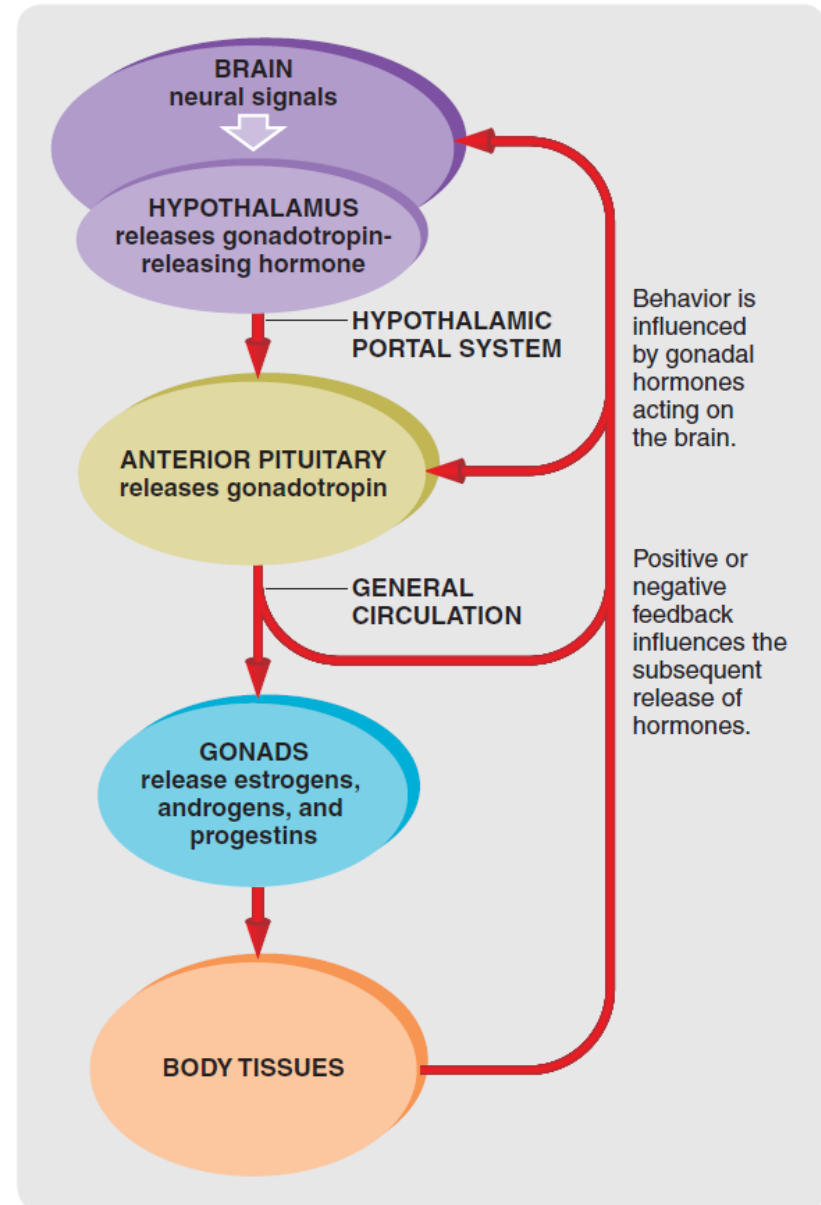 BRAIN
neural signals
HYPOTHALAMUS
releases gonadotropin-
releasing hormone
HYPOTHALAMIC
PORTAL SYSTEM
Behavior is
influenced
by gonadal
hormones
acting on
the brain.
ANTERIOR PITUITARY
releases gonadotropin
GENERAL
CIRCULATION
Positive or
negative
feedback
influences the
subsequent
release of
hormones.
GONADS
release estrogens,
androgens, and
progestins
BODY TISSUES